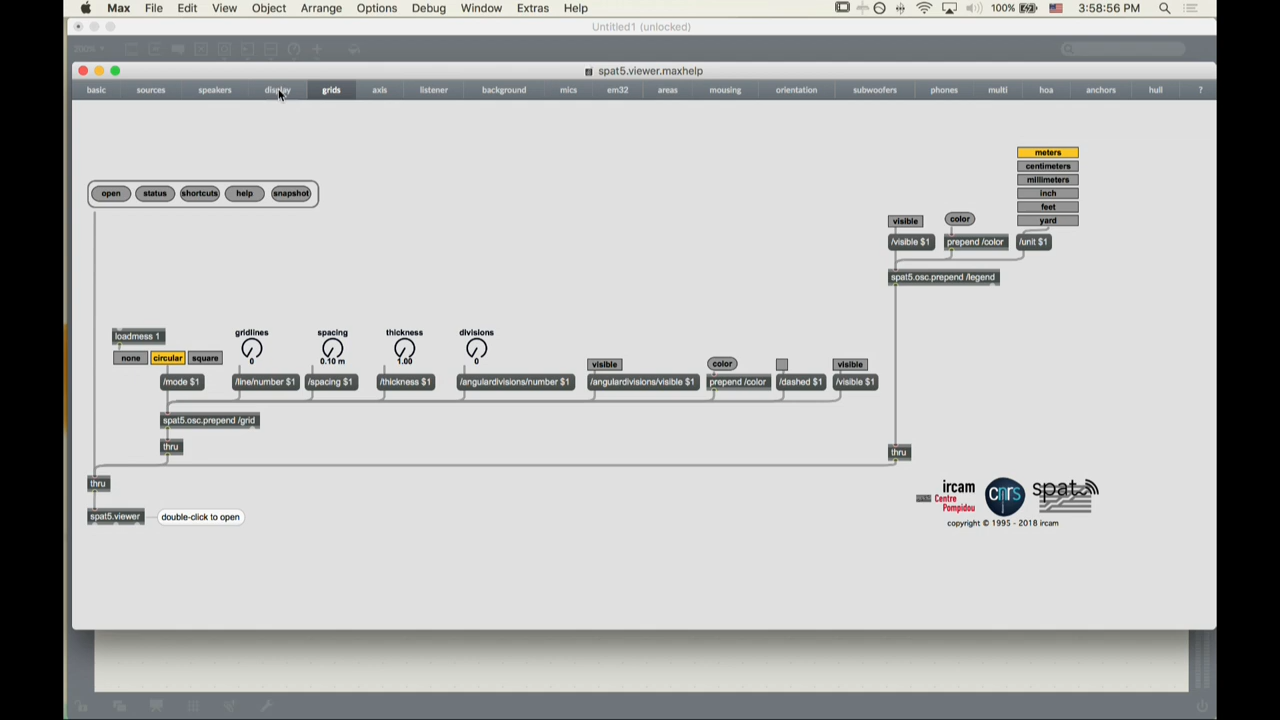 Max File Edit View Object Arrange Options Debug Window Extras Help 100% 3:58:56 PM
Untitled1 (unlocked)
200%
spat5.viewer.maxhelp
basic sources speakers display grids axis listener background mics em32 areas mousing orientation subwoofers phones multi hoa anchors hull ?
meters
centimeters
millimeters
inch
feet
yard
open status shortcuts help snapshot
visible color
/visible $1 prepend /color /unit $1
spat5.osc.prepend /legend
gridlines spacing thickness divisions
loadmess 1
none circular square
0 0.10 m 1.00 0
visible color visible
/mode $1 /line/number $1 /spacing $1 /thickness $1 /angulardivisions/number $1 /angulardivisions/visible $1 prepend /color /dashed $1 /visible $1
spat5.osc.prepend /grid
thru
thru
thru
spat5.viewer double-click to open
ircam
Centre
Pompidou
cnrs
spat
copyright © 1995 - 2018 ircam